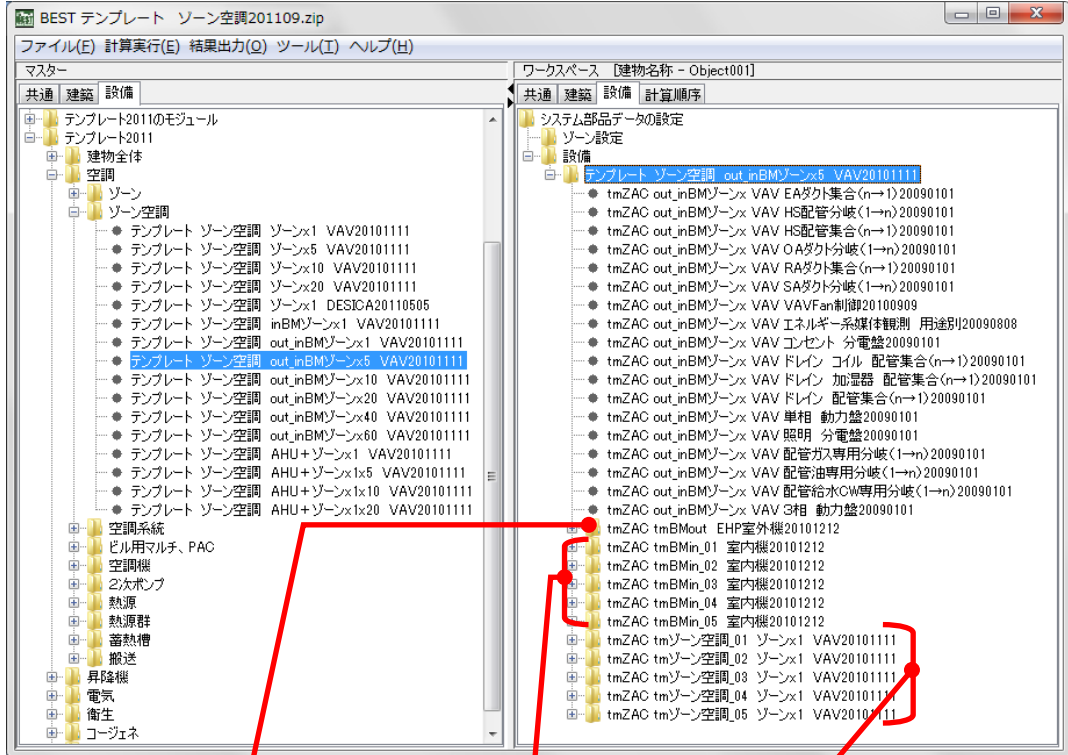 BEST テンプレート ゾーン空調201109.zip
ファイル(F) 計算実行(E) 結果出力(O) ツール(T) ヘルプ(H)
マスター
共通 建築 設備
テンプレート2011のモジュール
テンプレート2011
建物全体
空調
ゾーン
ゾーン空調
テンプレート ゾーン空調 ゾーンx1 VAV20101111
テンプレート ゾーン空調 ゾーンx5 VAV20101111
テンプレート ゾーン空調 ゾーンx10 VAV20101111
テンプレート ゾーン空調 ゾーンx20 VAV20101111
テンプレート ゾーン空調 ゾーンx1 DESICA20110505
テンプレート ゾーン空調 inBMゾーンx1 VAV20101111
テンプレート ゾーン空調 out_inBMゾーンx1 VAV20101111
テンプレート ゾーン空調 out_inBMゾーンx5 VAV20101111
テンプレート ゾーン空調 out_inBMゾーンx10 VAV20101111
テンプレート ゾーン空調 out_inBMゾーンx20 VAV20101111
テンプレート ゾーン空調 out_inBMゾーンx40 VAV20101111
テンプレート ゾーン空調 out_inBMゾーンx60 VAV20101111
テンプレート ゾーン空調 AHU+ゾーンx1 VAV20101111
テンプレート ゾーン空調 AHU+ゾーンx1x5 VAV20101111
テンプレート ゾーン空調 AHU+ゾーンx1x10 VAV20101111
テンプレート ゾーン空調 AHU+ゾーンx1x20 VAV20101111
空調系統
ビル用マルチ、PAC
空調機
2次ポンプ
熱源
熱源群
蓄熱槽
搬送
昇降機
電気
衛生
コージェネ
ワークスペース [建物名称 - Object001]
共通 建築 設備 計算順序
システム部品データの設定
ゾーン設定
設備
テンプレート ゾーン空調 out_inBMゾーンx5 VAV20101111
tmZAC out_inBMゾーンx VAV EAダクト集合(n→1)20090101
tmZAC out_inBMゾーンx VAV HS配管分岐(1→n)20090101
tmZAC out_inBMゾーンx VAV HS配管集合(n→1)20090101
tmZAC out_inBMゾーンx VAV OAダクト分岐(1→n)20090101
tmZAC out_inBMゾーンx VAV RAダクト集合(n→1)20090101
tmZAC out_inBMゾーンx VAV SAダクト分岐(1→n)20090101
tmZAC out_inBMゾーンx VAV VAVFan制御20100909
tmZAC out_inBMゾーンx VAV エネルギー系媒体観測 用途別20090808
tmZAC out_inBMゾーンx VAV コンセント 分電盤20090101
tmZAC out_inBMゾーンx VAV ドレイン コイル 配管集合(n→1)20090101
tmZAC out_inBMゾーンx VAV ドレイン 加湿器 配管集合(n→1)20090101
tmZAC out_inBMゾーンx VAV ドレイン 配管集合(n→1)20090101
tmZAC out_inBMゾーンx VAV 単相 動力盤20090101
tmZAC out_inBMゾーンx VAV 照明 分電盤20090101
tmZAC out_inBMゾーンx VAV 配管ガス専用分岐(1→n)20090101
tmZAC out_inBMゾーンx VAV 配管油専用分岐(1→n)20090101
tmZAC out_inBMゾーンx VAV 配管給水CW専用分岐(1→n)20090101
tmZAC out_inBMゾーンx VAV 3相 動力盤20090101
tmZAC tmBMout EHP室外機20101212
tmZAC tmBMin_01 室内機20101212
tmZAC tmBMin_02 室内機20101212
tmZAC tmBMin_03 室内機20101212
tmZAC tmBMin_04 室内機20101212
tmZAC tmBMin_05 室内機20101212
tmZAC tmゾーン空調_01 ゾーンx1 VAV20101111
tmZAC tmゾーン空調_02 ゾーンx1 VAV20101111
tmZAC tmゾーン空調_03 ゾーンx1 VAV20101111
tmZAC tmゾーン空調_04 ゾーンx1 VAV20101111
tmZAC tmゾーン空調_05 ゾーンx1 VAV20101111